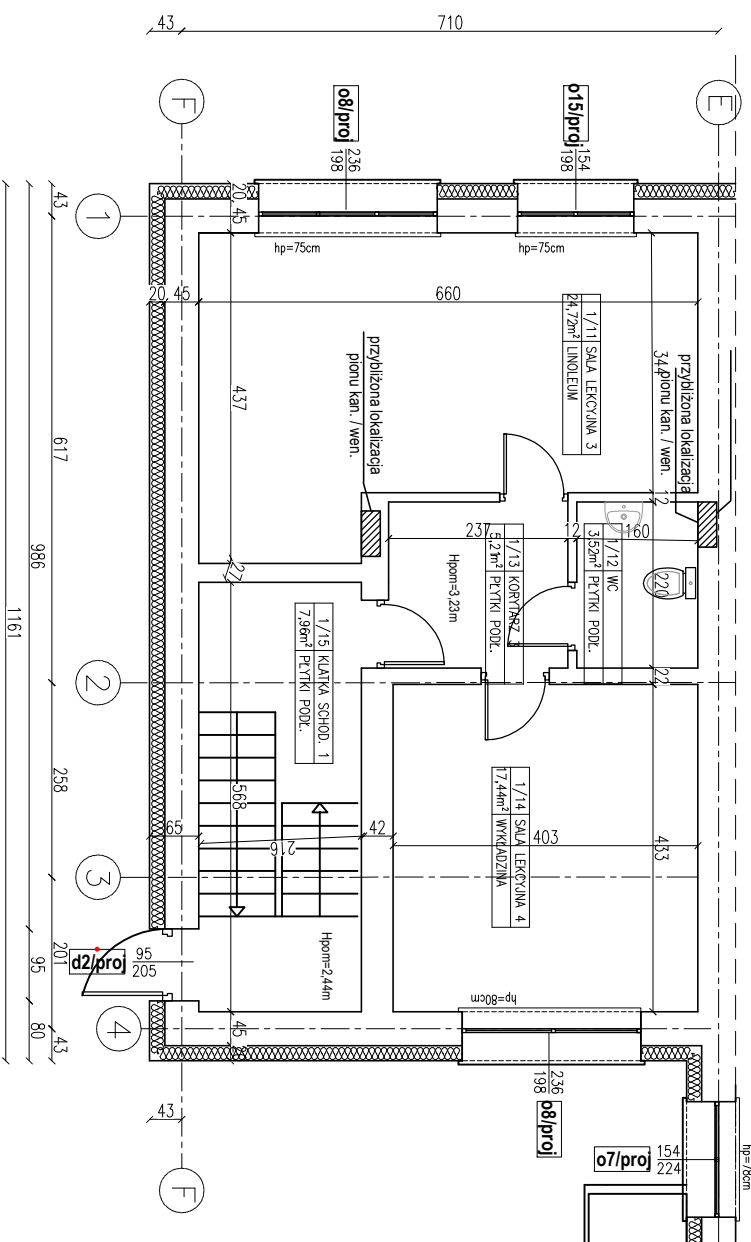 43
710
F
E
o8/proj
236
198
o15/proj
154
198
43
1
20
45
hp=75cm
hp=75cm
20
45
660
1/11 SALA LEKCYJNA 3
24,72m² LINOLEUM
przybliżona lokalizacja
pionu kan. / wen.
przybliżona lokalizacja
pionu kan. / wen.
344
437
617
986
1161
12
237
12
160
1/13 KORYTARZ
5,21m² PŁYTKI PODŁ.
1/12 WC
3,52m² PŁYTKI PODŁ.
220
Hpom=3,23m
27
1/15 KLATKA SCHOD. 1
7,96m² PŁYTKI PODŁ.
2
22
258
568
65
216
42
403
433
1/14 SALA LEKCYJNA 4
17,44m² WYKŁADZINA
3
Hpom=2,44m
201
95
d2/proj
95
205
hp=80cm
4
80
43
45
20
236
198
o8/proj
43
F
o7/proj
154
224
hp=78cm